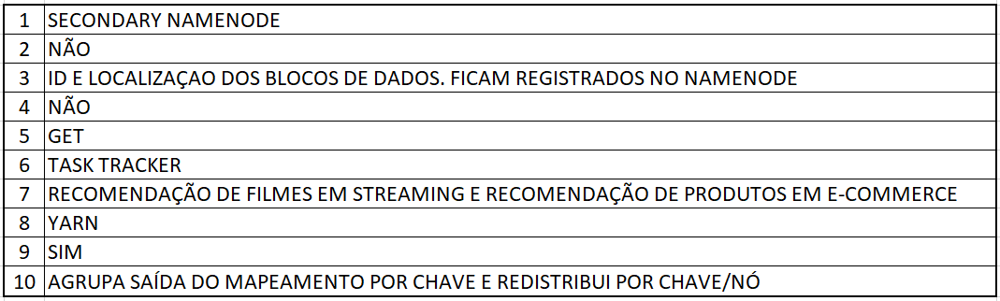 1 SECONDARY NAMENODE
2 NÃO
3 ID E LOCALIZAÇAO DOS BLOCOS DE DADOS. FICAM REGISTRADOS NO NAMENODE
4 NÃO
5 GET
6 TASK TRACKER
7 RECOMENDAÇÃO DE FILMES EM STREAMING E RECOMENDAÇÃO DE PRODUTOS EM E-COMMERCE
8 YARN
9 SIM
10 AGRUPA SAÍDA DO MAPEAMENTO POR CHAVE E REDISTRIBUI POR CHAVE/NÓ